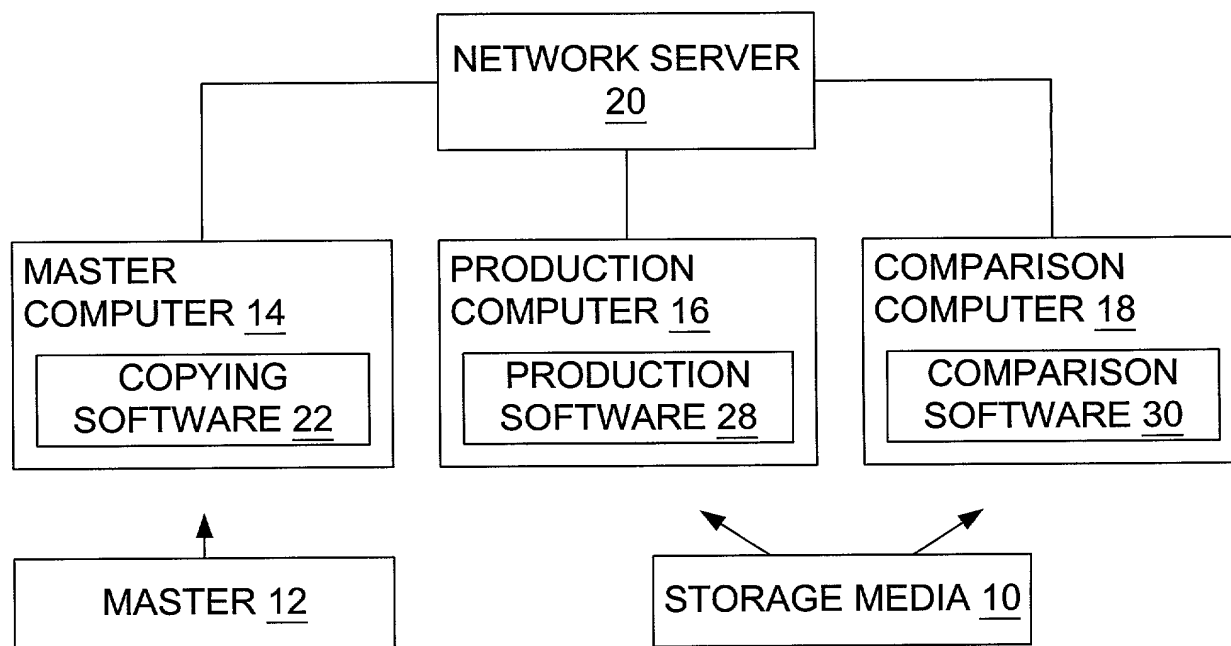 NETWORK SERVER
20
MASTER
COMPUTER 14
COPYING
SOFTWARE 22
PRODUCTION
COMPUTER 16
PRODUCTION
SOFTWARE 28
COMPARISON
COMPUTER 18
COMPARISON
SOFTWARE 30
MASTER 12
STORAGE MEDIA 10